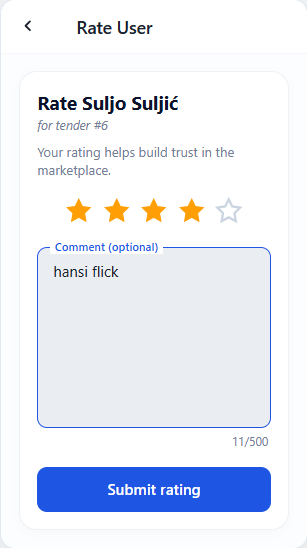 Rate User
Rate Suljo Suljić
for tender #6
Your rating helps build trust in the
marketplace.
Comment (optional)
hansi flick
11/500
Submit rating